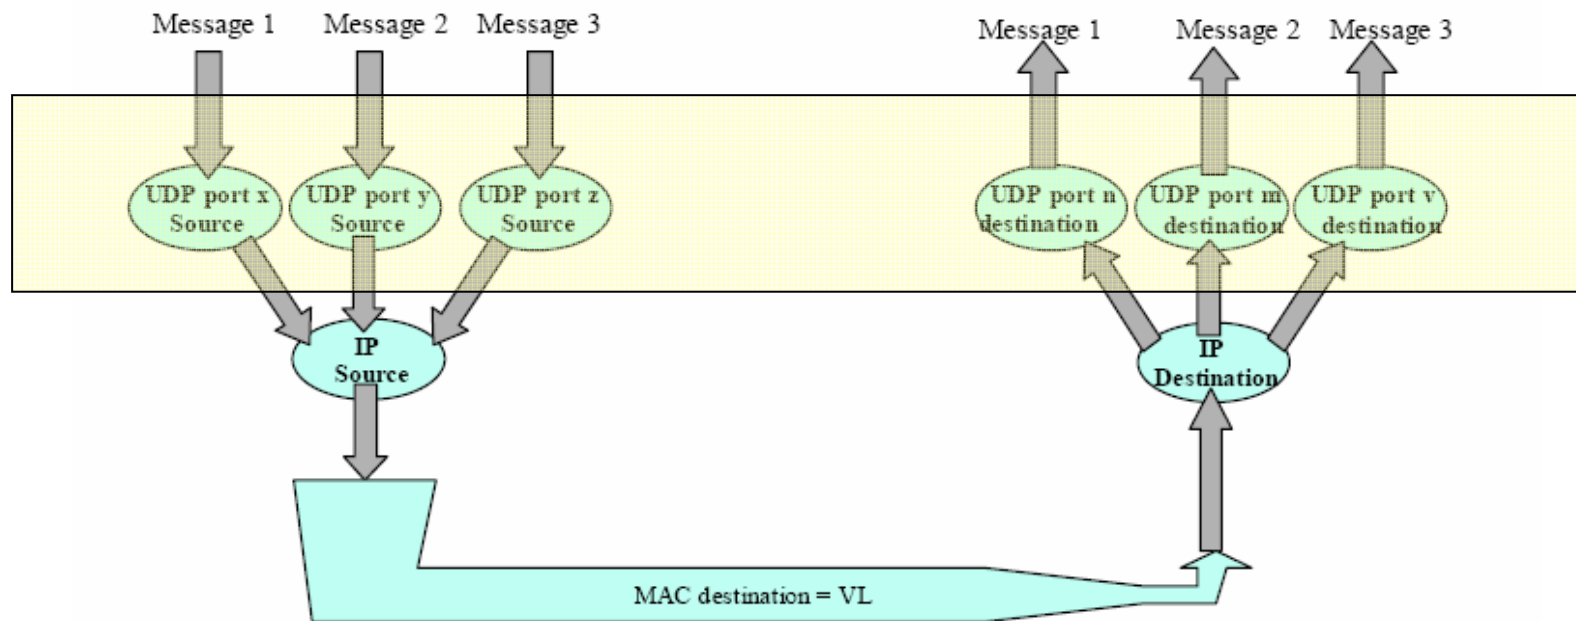 Message 1
Message 2
Message 3
Message 1
Message 2
Message 3
UDP port x
Source
UDP port y
Source
UDP port z
Source
UDP port n
destination
UDP port m
destination
UDP port v
destination
IP
Source
IP
Destination
MAC destination = VL